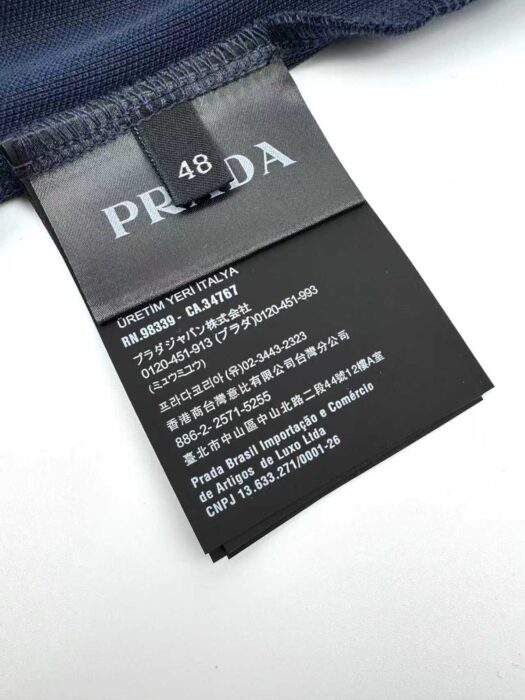 48
PRADA
ÜRETİM YERİ İTALYA
RN.98339 - CA.34767
プラダジャパン株式会社
0120-451-913 (プラダ)0120-451-993
(ミュウミュウ)
프라다코리아(유)02-3443-2323
香港商台灣意比有限公司台灣分公司
886-2-2571-5255
臺北市中山區中山北路二段44號12樓A室
Prada Brasil Importação e Comércio
de Artigos de Luxo Ltda
CNPJ 13.633.271/0001-26